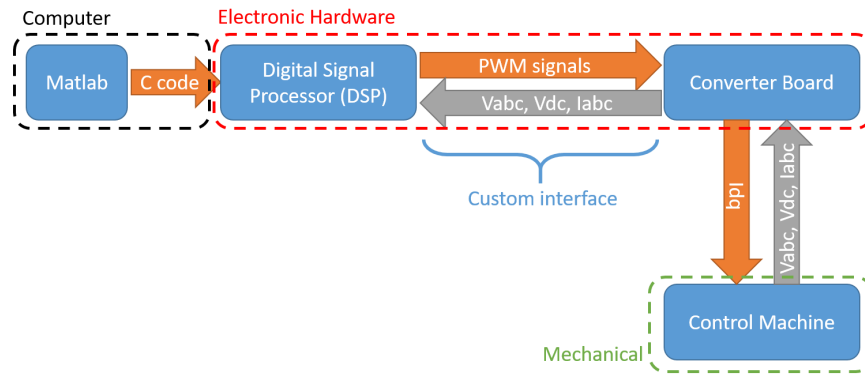 Computer
Electronic Hardware
Matlab
C code
Digital Signal
Processor (DSP)
PWM signals
Vabc, Vdc, Iabc
Converter Board
Custom interface
Idq
Vabc, Vdc, Iabc
Control Machine
Mechanical